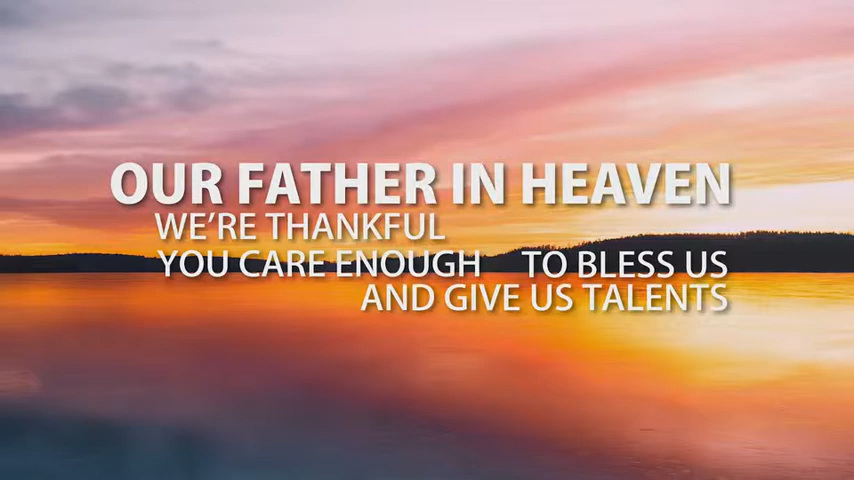 OUR FATHER IN HEAVEN
WE'RE THANKFUL
YOU CARE ENOUGH TO BLESS US
AND GIVE US TALENTS